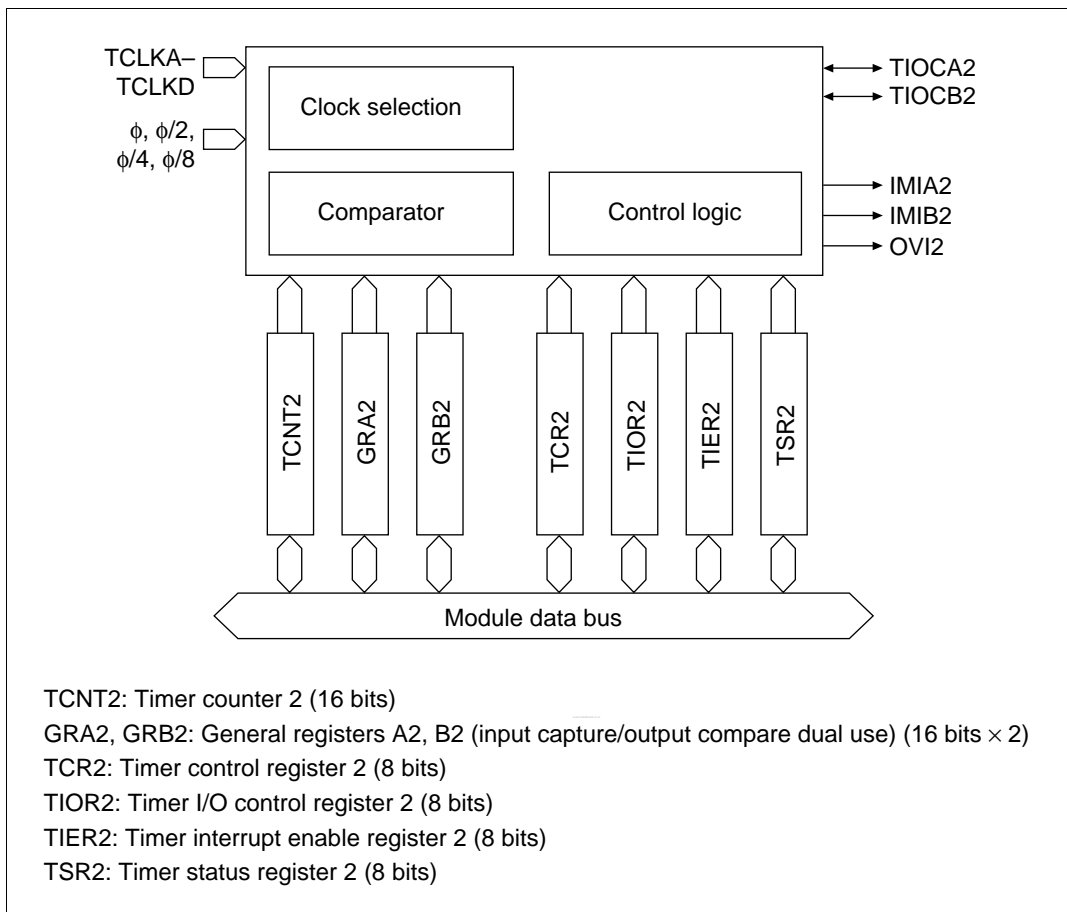 TCLKA–
TCLKD
ϕ, ϕ/2,
ϕ/4, ϕ/8
Clock selection
Comparator
Control logic
TIOCA2
TIOCB2
IMIA2
IMIB2
OVI2
TCNT2
GRA2
GRB2
TCR2
TIOR2
TIER2
TSR2
Module data bus
TCNT2: Timer counter 2 (16 bits)
GRA2, GRB2: General registers A2, B2 (input capture/output compare dual use) (16 bits × 2)
TCR2: Timer control register 2 (8 bits)
TIOR2: Timer I/O control register 2 (8 bits)
TIER2: Timer interrupt enable register 2 (8 bits)
TSR2: Timer status register 2 (8 bits)